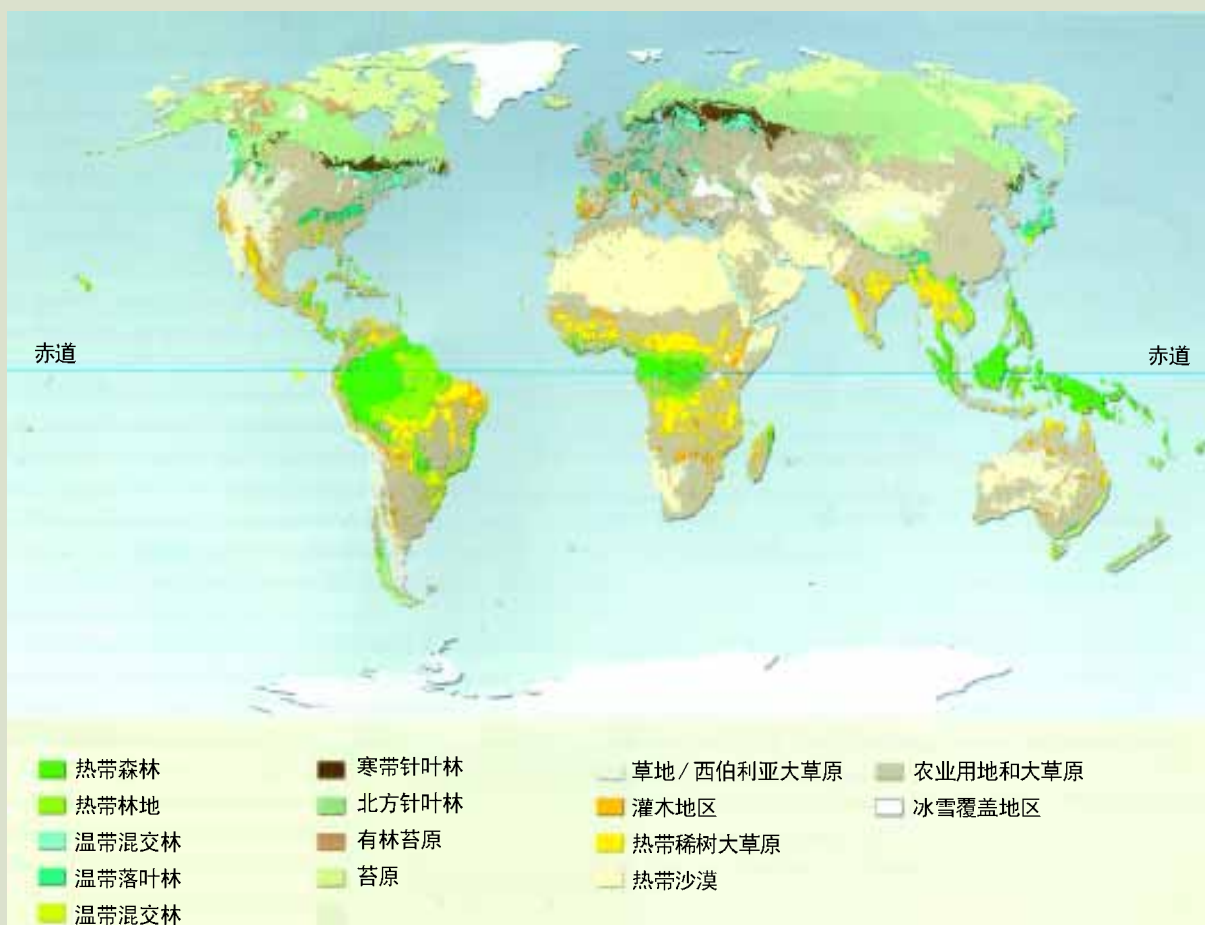 赤道
赤道
热带森林
热带林地
温带混交林
温带落叶林
温带混交林
寒带针叶林
北方针叶林
有林苔原
苔原
草地/西伯利亚大草原
灌木地区
热带稀树大草原
热带沙漠
农业用地和大草原
冰雪覆盖地区